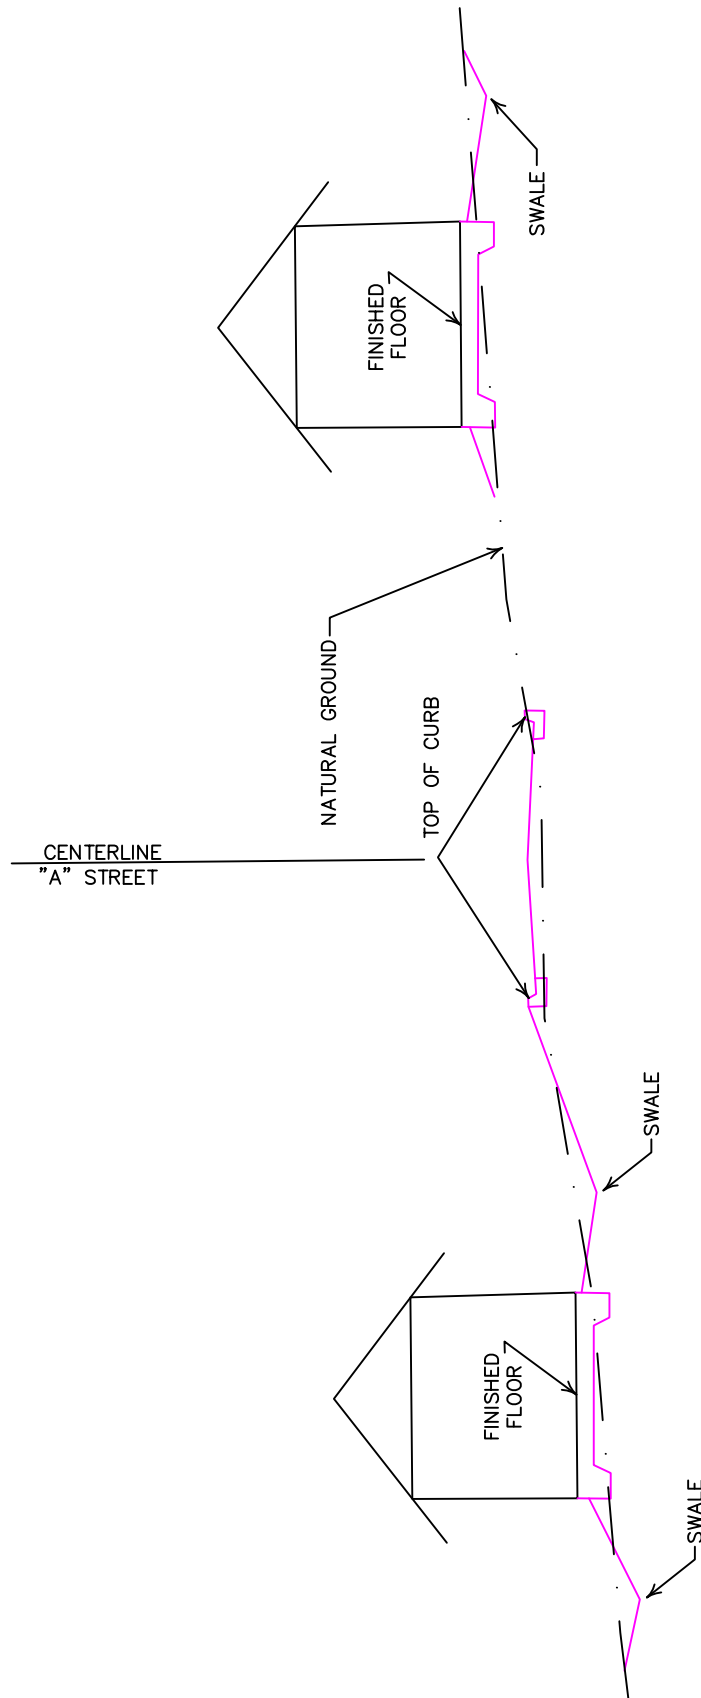 SWALE
FINISHED
FLOOR
NATURAL GROUND
TOP OF CURB
CENTERLINE
"A" STREET
SWALE
FINISHED
FLOOR
SWALE